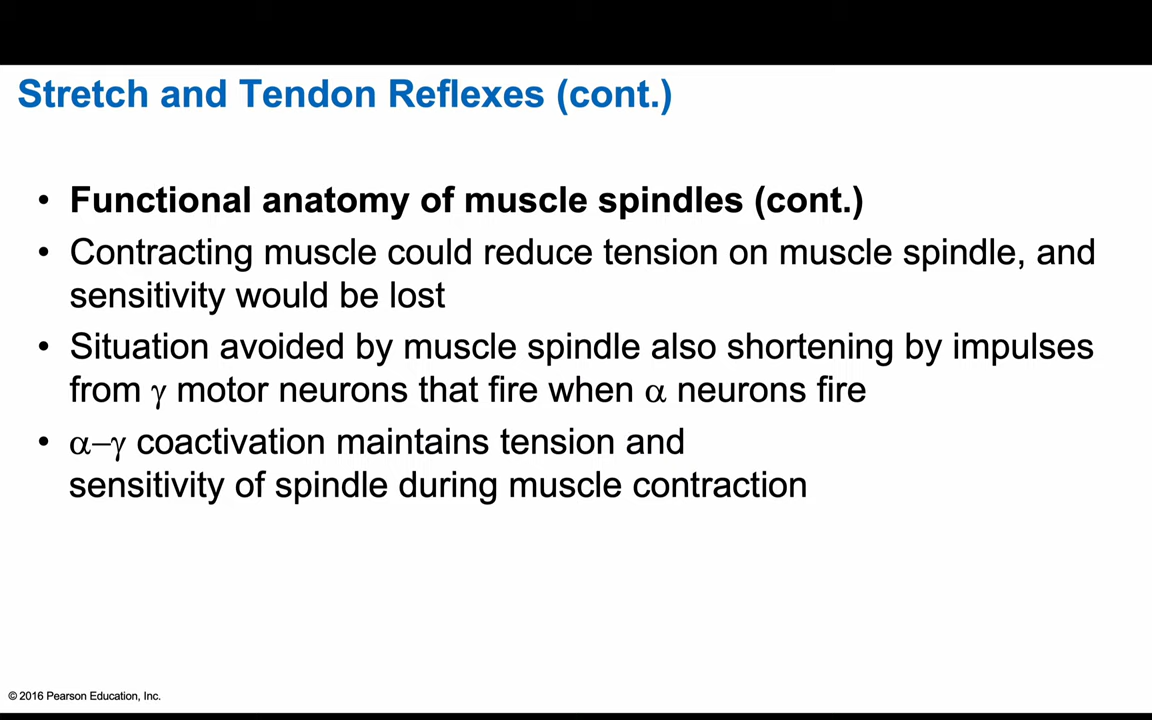 Stretch and Tendon Reflexes (cont.)
• Functional anatomy of muscle spindles (cont.)
• Contracting muscle could reduce tension on muscle spindle, and
sensitivity would be lost
• Situation avoided by muscle spindle also shortening by impulses
from γ motor neurons that fire when α neurons fire
• α–γ coactivation maintains tension and
sensitivity of spindle during muscle contraction
© 2016 Pearson Education, Inc.